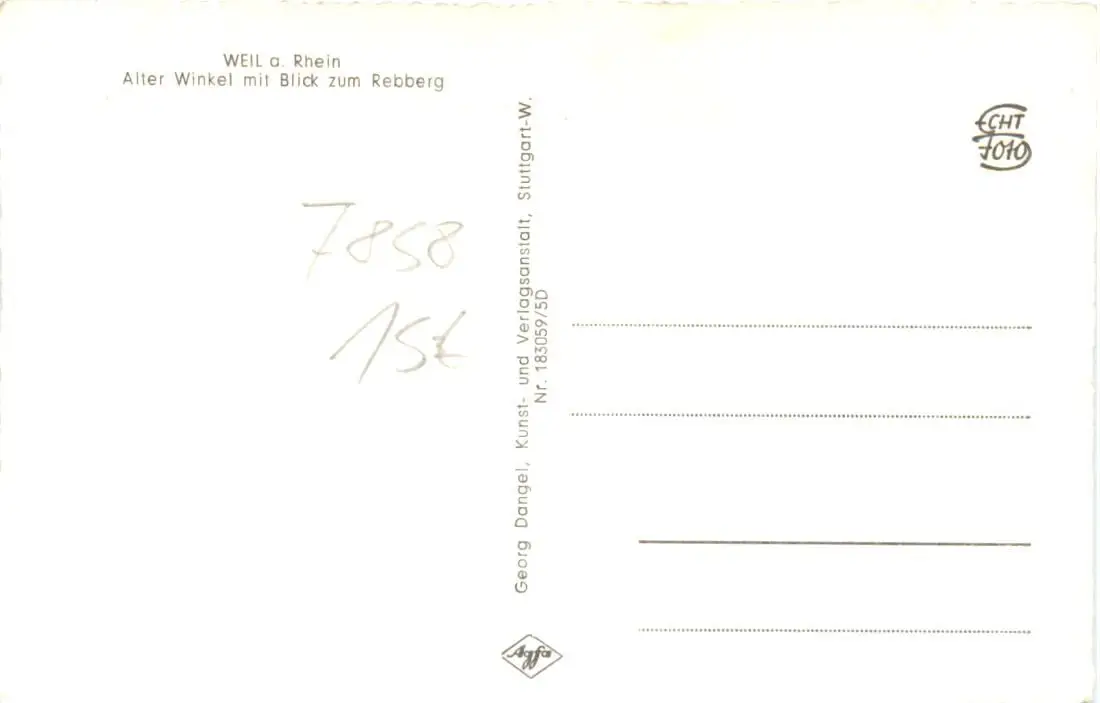 WEIL a. Rhein
Alter Winkel mit Blick zum Rebberg
7858
15€
Georg Dangel, Kunst- und Verlagsanstalt, Stuttgart-W.
Nr. 183059/5D
ECHT
FOTO
Agfa